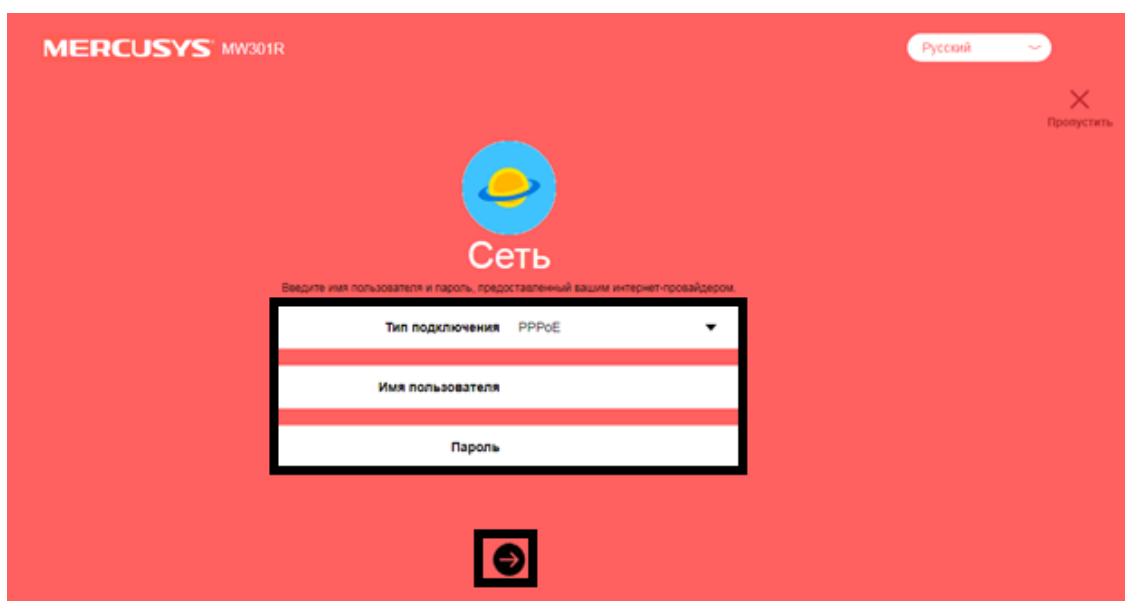 MERCUSYS MW301R
Русский
Пропустить
Сеть
Введите имя пользователя и пароль, предоставленный вашим интернет-провайдером.
Тип подключения PPPoE
Имя пользователя
Пароль